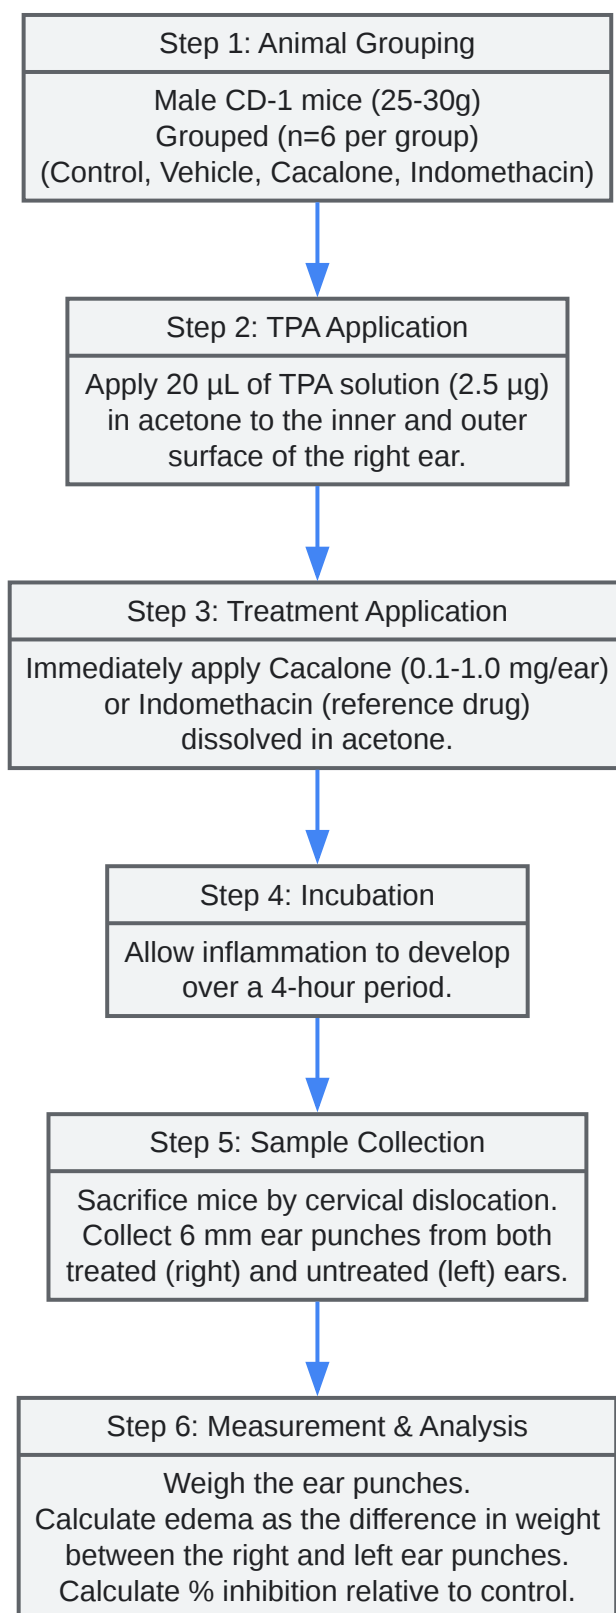 Step 1: Animal Grouping
Male CD-1 mice (25-30g)
Grouped (n=6 per group)
(Control, Vehicle, Cacalone, Indomethacin)
Step 2: TPA Application
Apply 20 µL of TPA solution (2.5 µg)
in acetone to the inner and outer
surface of the right ear.
Step 3: Treatment Application
Immediately apply Cacalone (0.1-1.0 mg/ear)
or Indomethacin (reference drug)
dissolved in acetone.
Step 4: Incubation
Allow inflammation to develop
over a 4-hour period.
Step 5: Sample Collection
Sacrifice mice by cervical dislocation.
Collect 6 mm ear punches from both
treated (right) and untreated (left) ears.
Step 6: Measurement & Analysis
Weigh the ear punches.
Calculate edema as the difference in weight
between the right and left ear punches.
Calculate % inhibition relative to control.